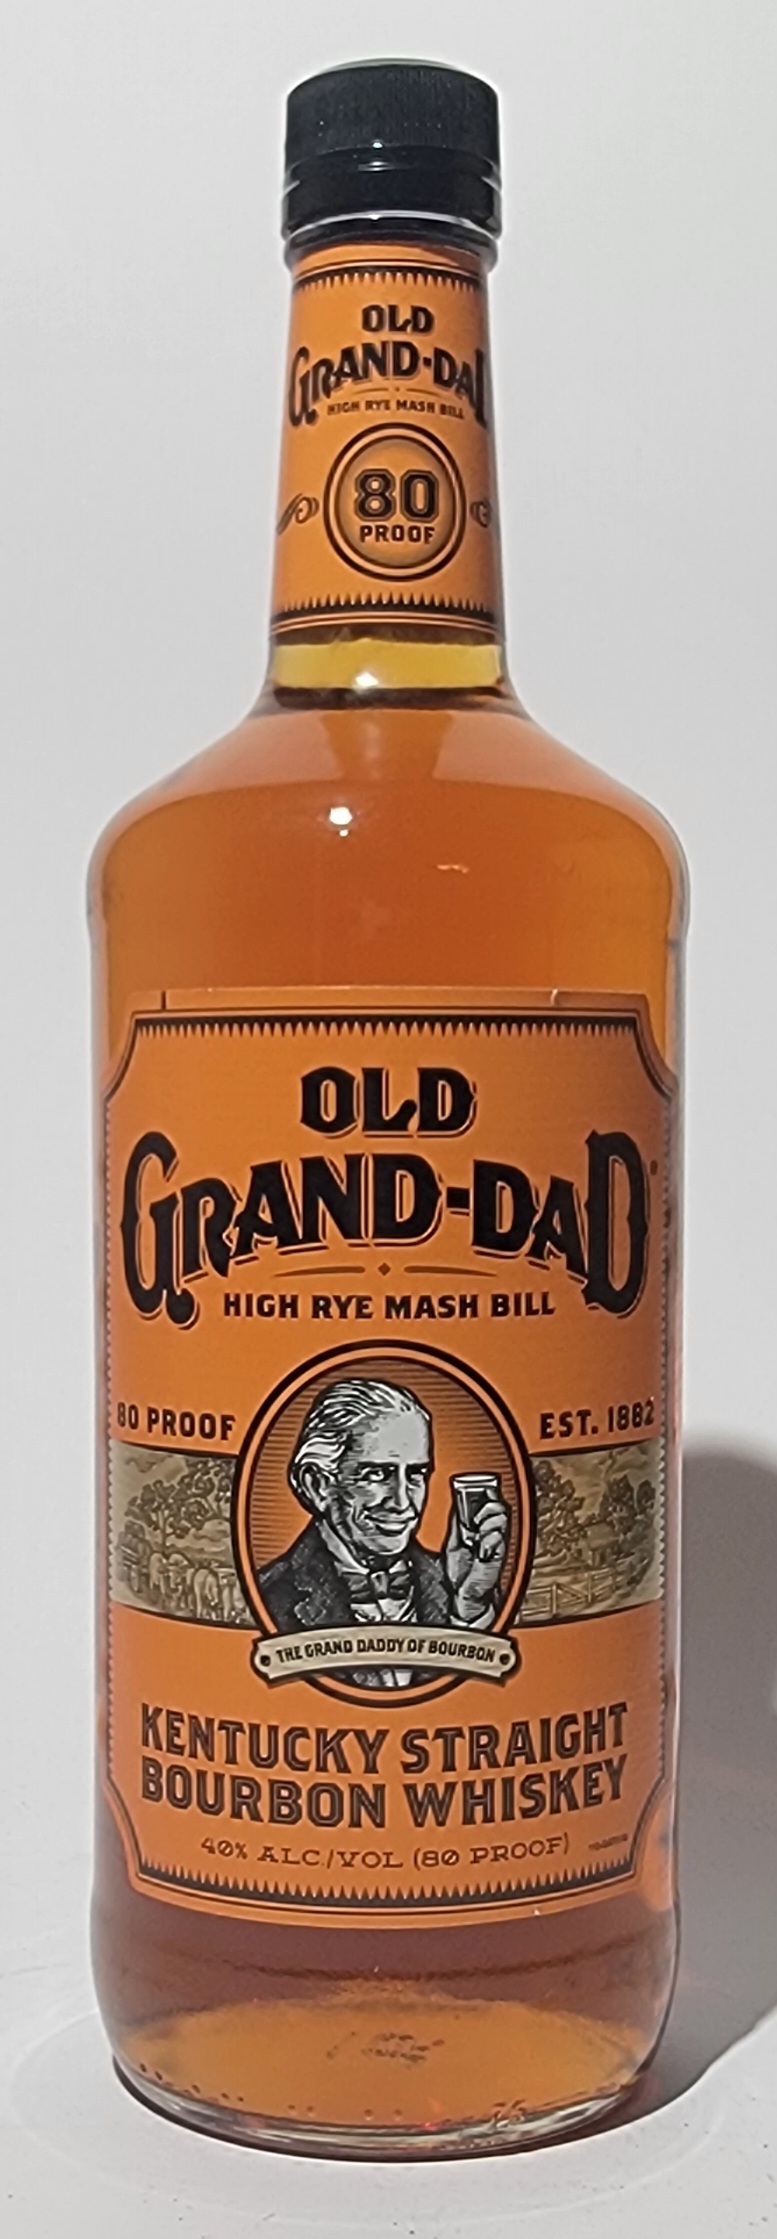 OLD
GRAND-DAD
HIGH RYE MASH BILL
80
PROOF
OLD
GRAND-DAD
HIGH RYE MASH BILL
80 PROOF
EST. 1882
THE GRAND DADDY OF BOURBON
KENTUCKY STRAIGHT
BOURBON WHISKEY
40% ALC./VOL (80 PROOF)